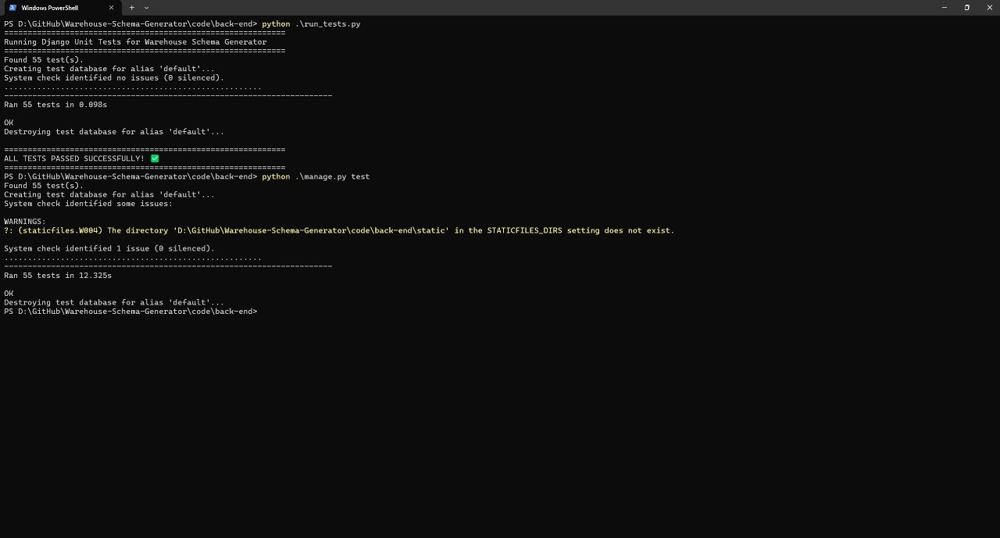 Windows PowerShell
PS D:\GitHub\Warehouse-Schema-Generator\code\back-end> python .\run_tests.py
============================================================
Running Django Unit Tests for Warehouse Schema Generator
============================================================
Found 55 test(s).
Creating test database for alias 'default'...
System check identified no issues (0 silenced).
.......................................................
----------------------------------------------------------------------
Ran 55 tests in 0.098s
OK
Destroying test database for alias 'default'...
============================================================
ALL TESTS PASSED SUCCESSFULLY! ✅
============================================================
PS D:\GitHub\Warehouse-Schema-Generator\code\back-end> python .\manage.py test
Found 55 test(s).
Creating test database for alias 'default'...
System check identified some issues:
WARNINGS:
?: (staticfiles.W004) The directory 'D:\GitHub\Warehouse-Schema-Generator\code\back-end\static' in the STATICFILES_DIRS setting does not exist.
System check identified 1 issue (0 silenced).
.......................................................
----------------------------------------------------------------------
Ran 55 tests in 12.325s
OK
Destroying test database for alias 'default'...
PS D:\GitHub\Warehouse-Schema-Generator\code\back-end>